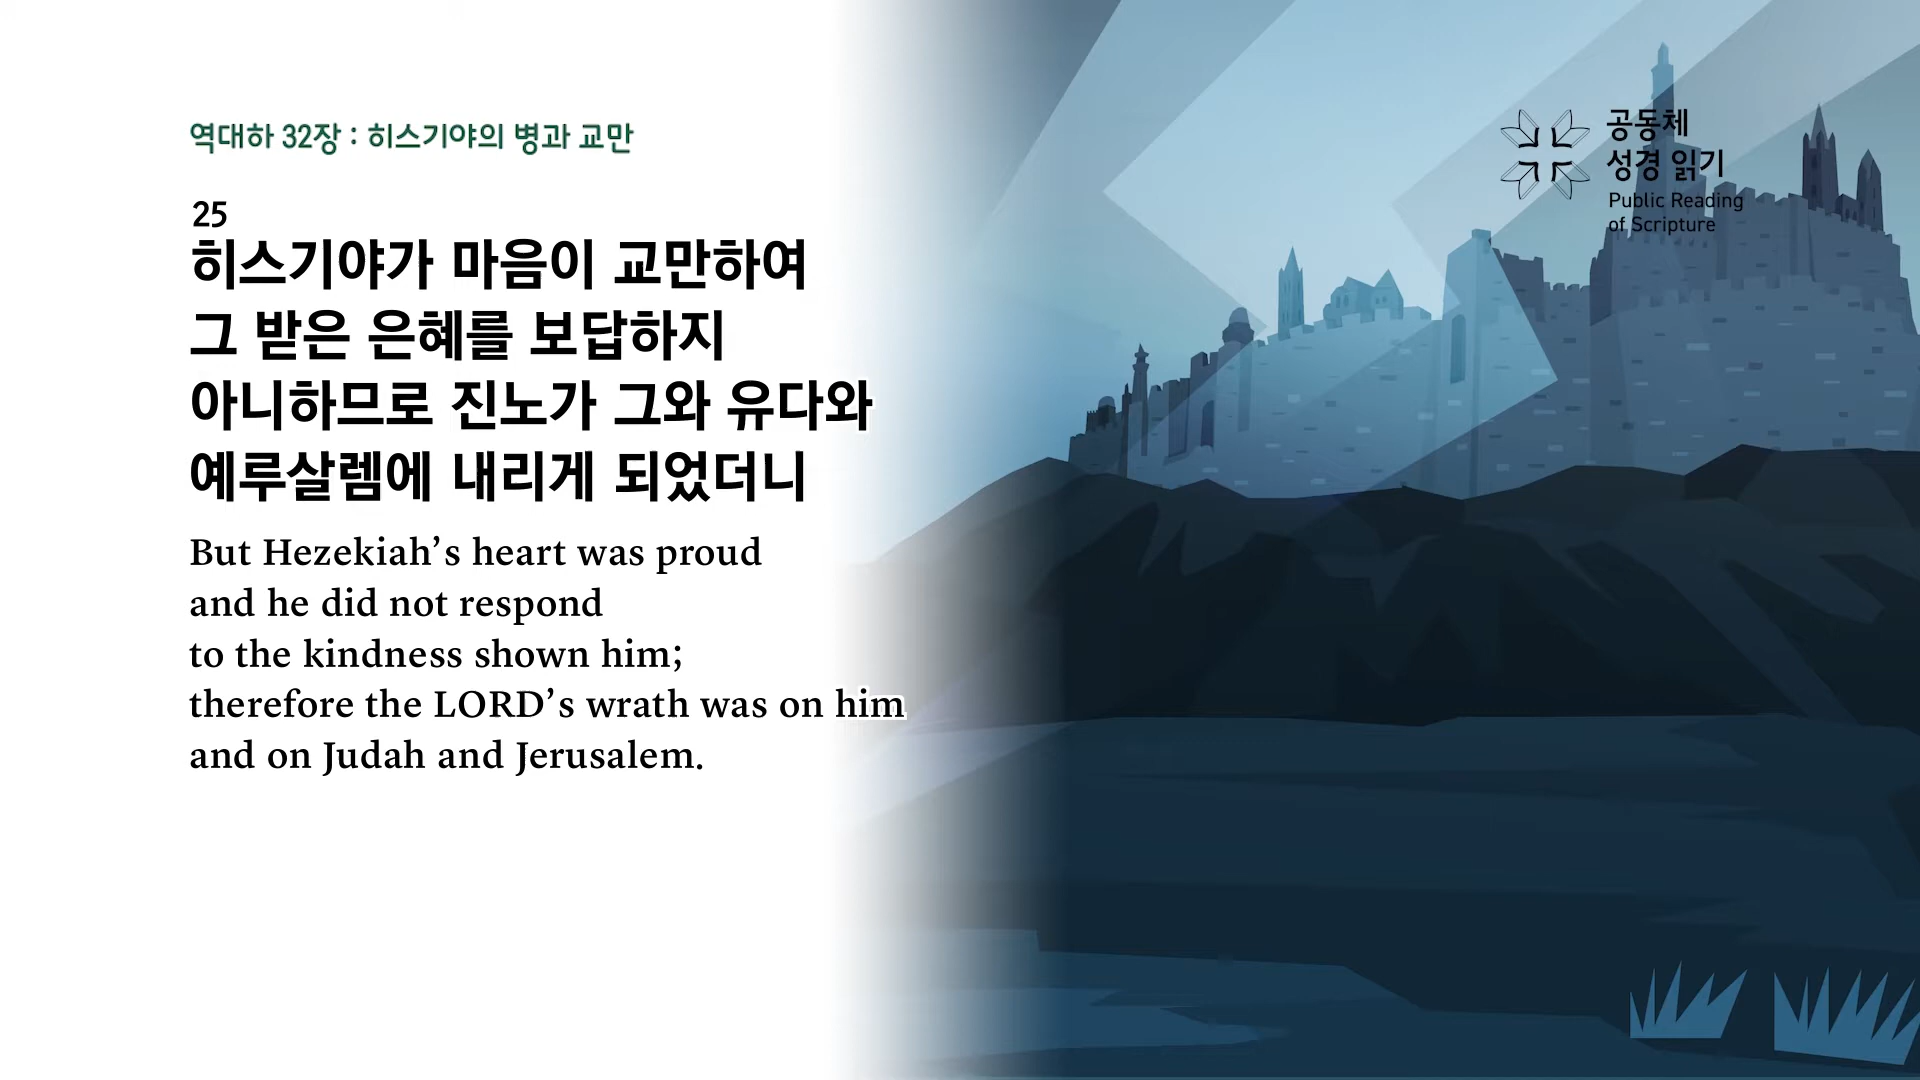 역대하 32장 : 히스기야의 병과 교만
25
히스기야가 마음이 교만하여
그 받은 은혜를 보답하지
아니하므로 진노가 그와 유다와
예루살렘에 내리게 되었더니
But Hezekiah’s heart was proud
and he did not respond
to the kindness shown him;
therefore the LORD’s wrath was on him
and on Judah and Jerusalem.
공동체
성경 읽기
Public Reading
of Scripture